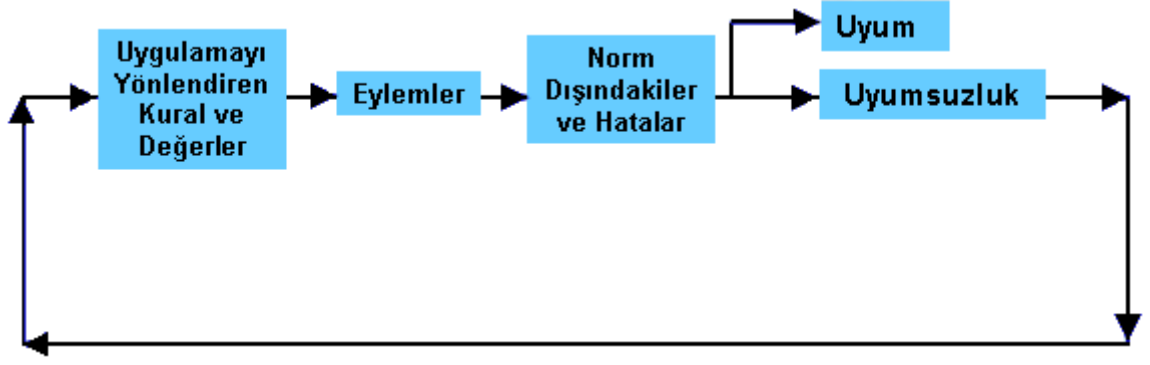 Uygulamayı
Yönlendiren
Kural ve
Değerler
Eylemler
Norm
Dışındakiler
ve Hatalar
Uyum
Uyumsuzluk